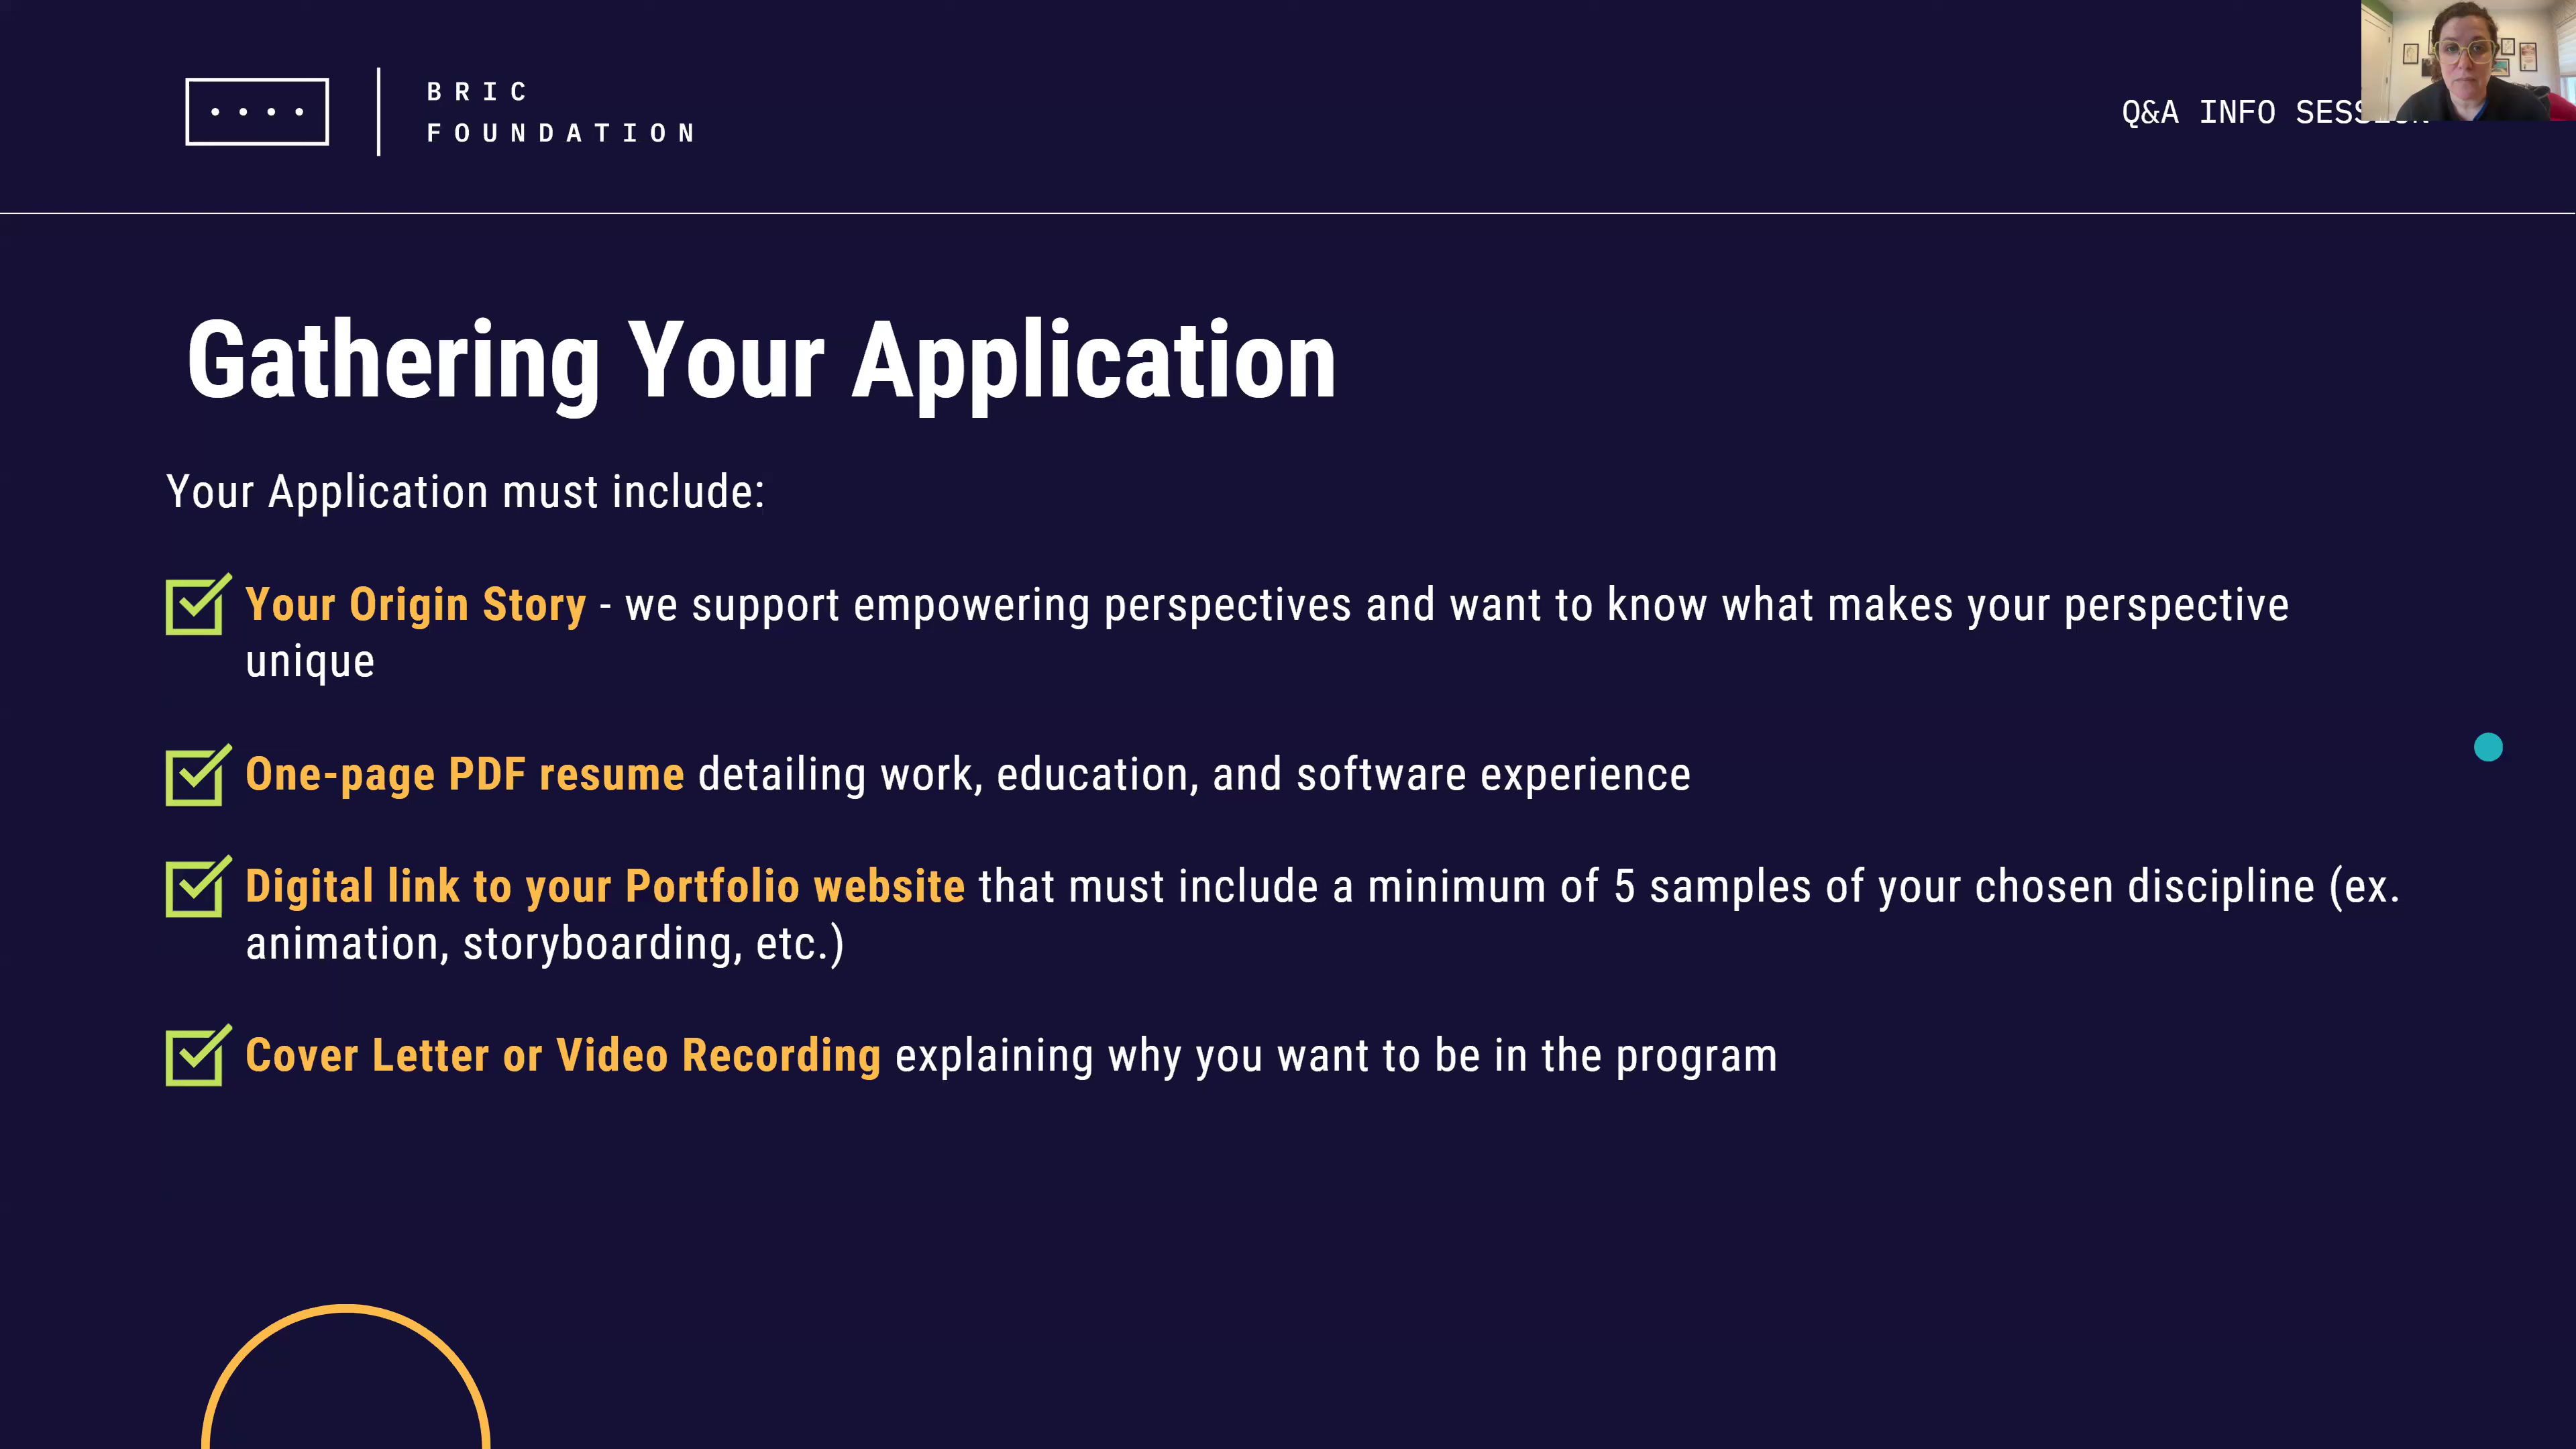 BRIC
FOUNDATION
Q&A INFO
Gathering Your Application
Your Application must include:
Your Origin Story - we support empowering perspectives and want to know what makes your perspective
unique
One-page PDF resume detailing work, education, and software experience
Digital link to your Portfolio website that must include a minimum of 5 samples of your chosen discipline (ex.
animation, storyboarding, etc.)
Cover Letter or Video Recording explaining why you want to be in the program